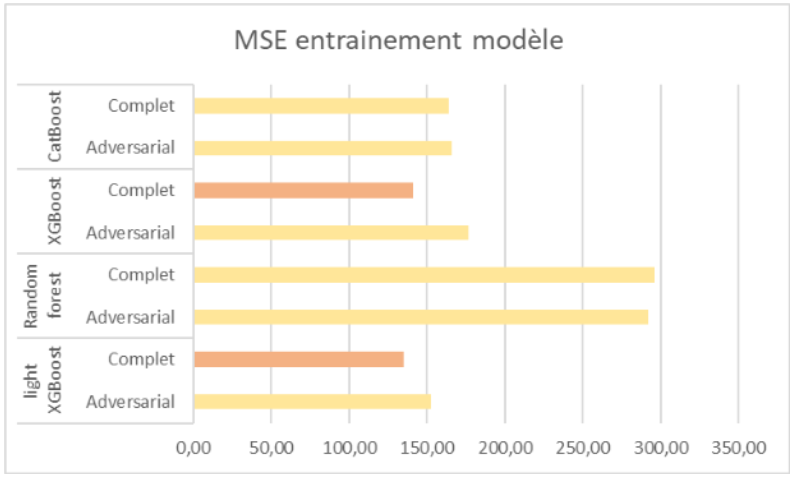 MSE entrainement modèle
CatBoost
Complet
Adversarial
XGBoost
Complet
Adversarial
Random
forest
Complet
Adversarial
light
XGBoost
Complet
Adversarial
0,00 50,00 100,00 150,00 200,00 250,00 300,00 350,00